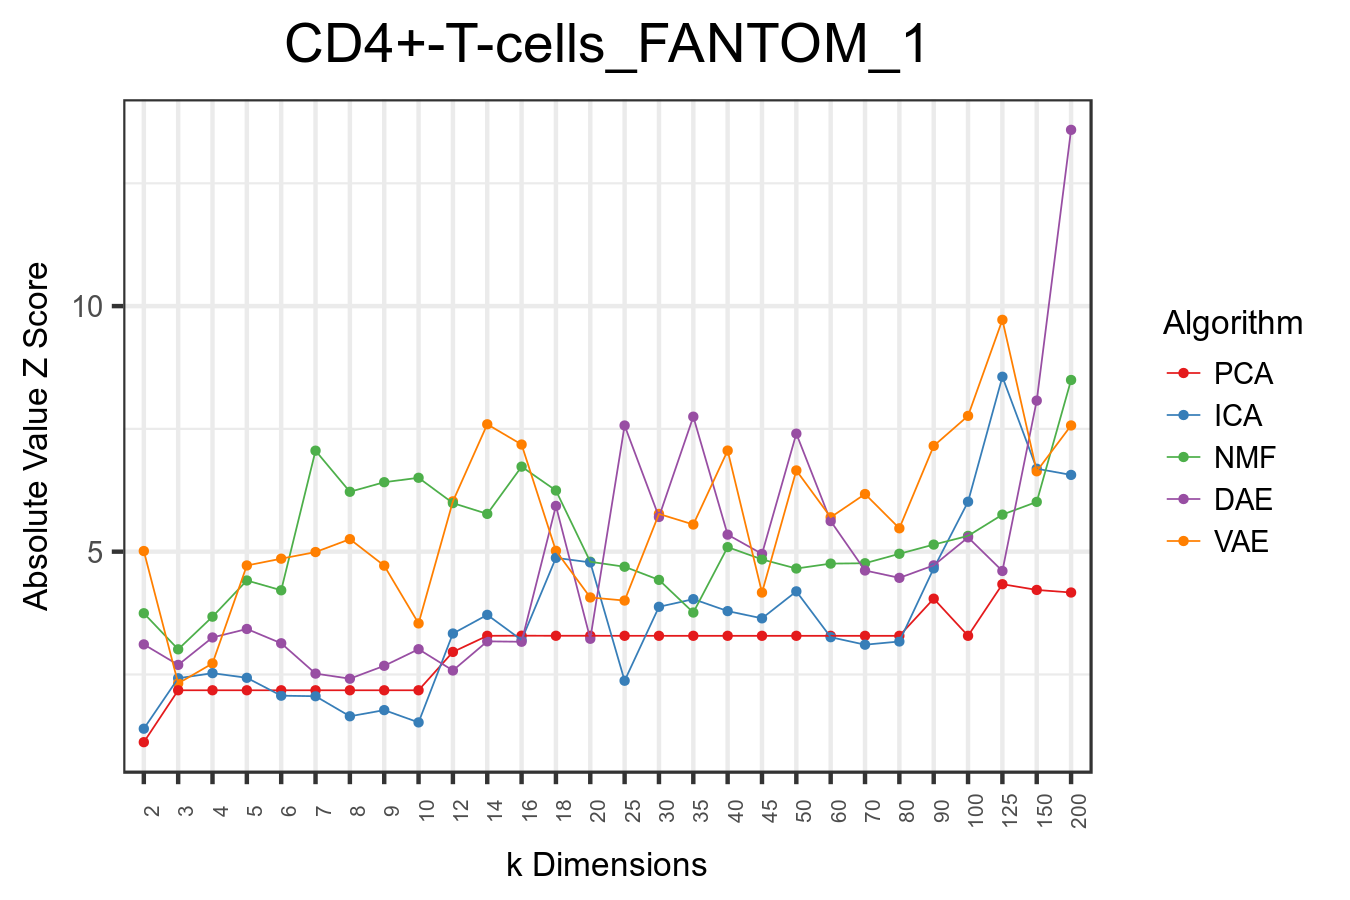 CD4+-T-cells_FANTOM_1
Absolute Value Z Score
10
5
2 3 4 5 6 7 8 9 10 12 14 16 18 20 25 30 35 40 45 50 60 70 80 90 100 125 150 200
k Dimensions
Algorithm
PCA
ICA
NMF
DAE
VAE